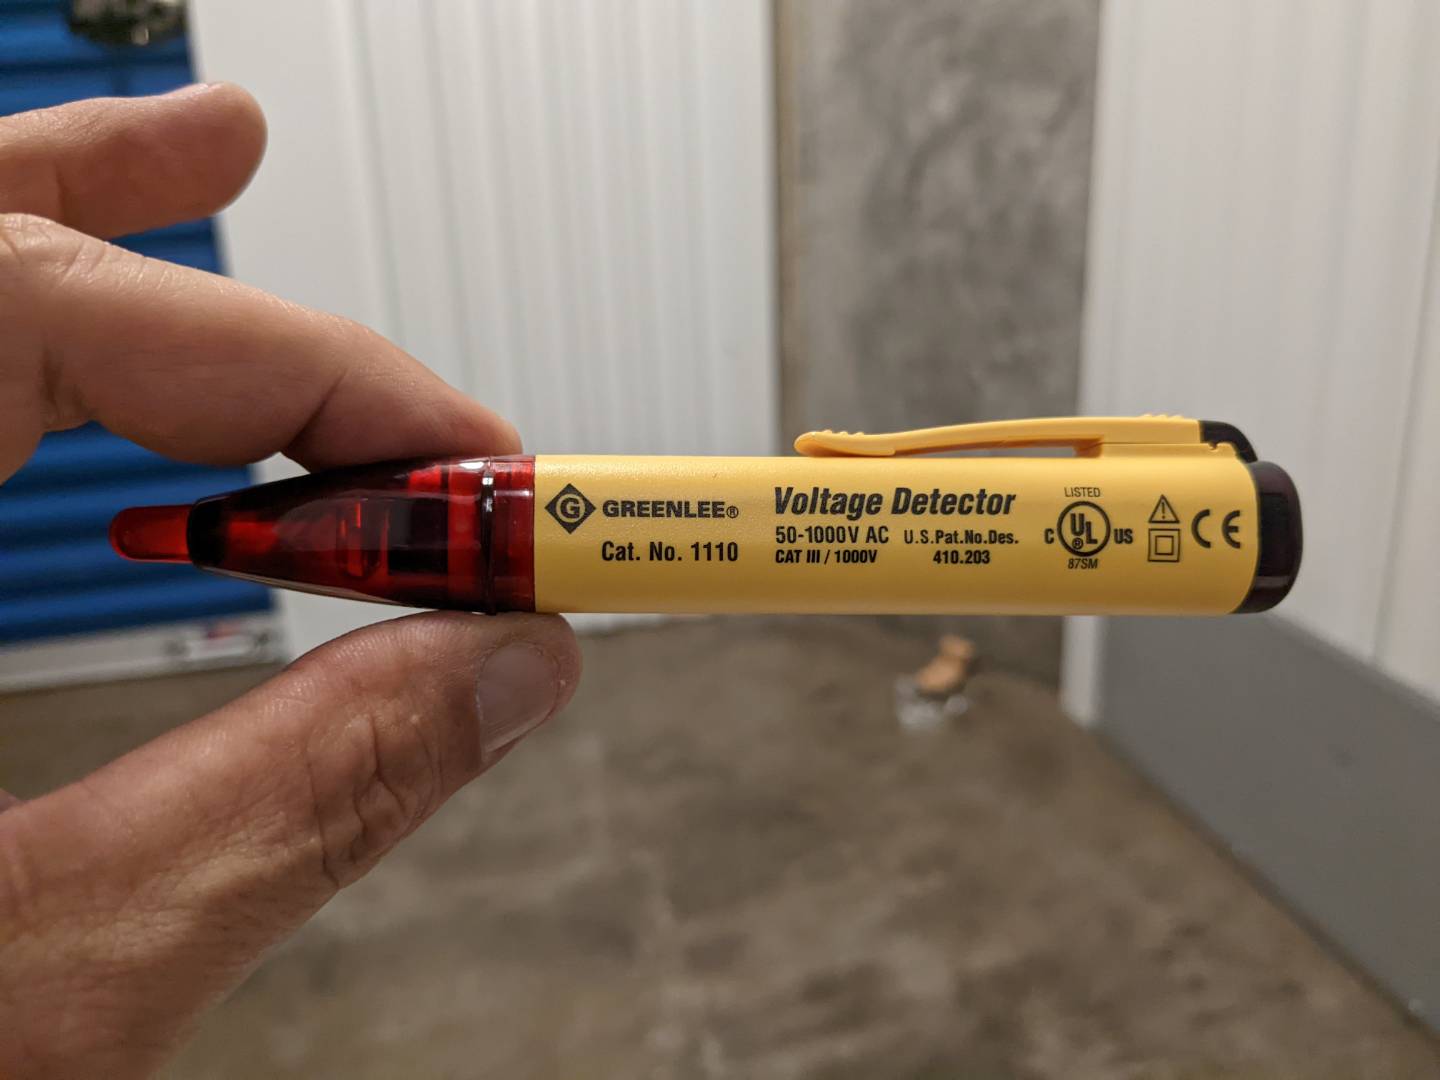 G GREENLEE®
Cat. No. 1110
Voltage Detector
50-1000V AC U.S.Pat.No.Des.
CAT III / 1000V 410.203
LISTED
C UL® US
87SM
CE